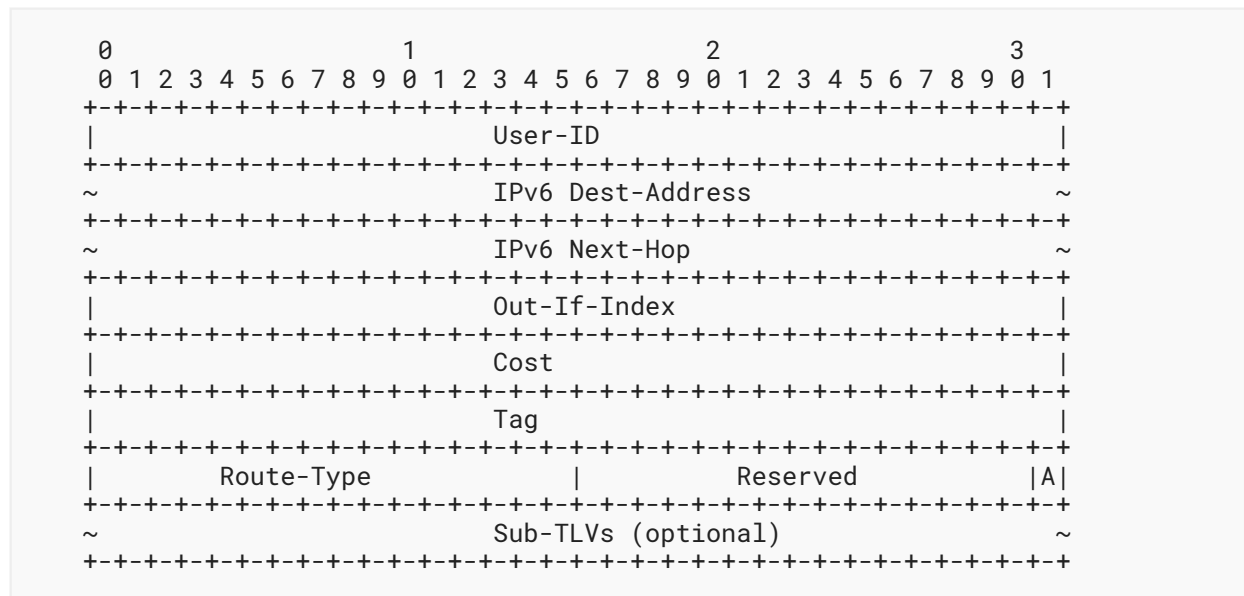 0                   1                   2                   3
 0 1 2 3 4 5 6 7 8 9 0 1 2 3 4 5 6 7 8 9 0 1 2 3 4 5 6 7 8 9 0 1
+-+-+-+-+-+-+-+-+-+-+-+-+-+-+-+-+-+-+-+-+-+-+-+-+-+-+-+-+-+-+-+-+
|                          User-ID                              |
+-+-+-+-+-+-+-+-+-+-+-+-+-+-+-+-+-+-+-+-+-+-+-+-+-+-+-+-+-+-+-+-+
~                          IPv6 Dest-Address                    ~
+-+-+-+-+-+-+-+-+-+-+-+-+-+-+-+-+-+-+-+-+-+-+-+-+-+-+-+-+-+-+-+-+
~                          IPv6 Next-Hop                        ~
+-+-+-+-+-+-+-+-+-+-+-+-+-+-+-+-+-+-+-+-+-+-+-+-+-+-+-+-+-+-+-+-+
|                          Out-If-Index                         |
+-+-+-+-+-+-+-+-+-+-+-+-+-+-+-+-+-+-+-+-+-+-+-+-+-+-+-+-+-+-+-+-+
|                          Cost                                 |
+-+-+-+-+-+-+-+-+-+-+-+-+-+-+-+-+-+-+-+-+-+-+-+-+-+-+-+-+-+-+-+-+
|                          Tag                                  |
+-+-+-+-+-+-+-+-+-+-+-+-+-+-+-+-+-+-+-+-+-+-+-+-+-+-+-+-+-+-+-+-+
|        Route-Type             |          Reserved           |A|
+-+-+-+-+-+-+-+-+-+-+-+-+-+-+-+-+-+-+-+-+-+-+-+-+-+-+-+-+-+-+-+-+
~                          Sub-TLVs (optional)                  ~
+-+-+-+-+-+-+-+-+-+-+-+-+-+-+-+-+-+-+-+-+-+-+-+-+-+-+-+-+-+-+-+-+